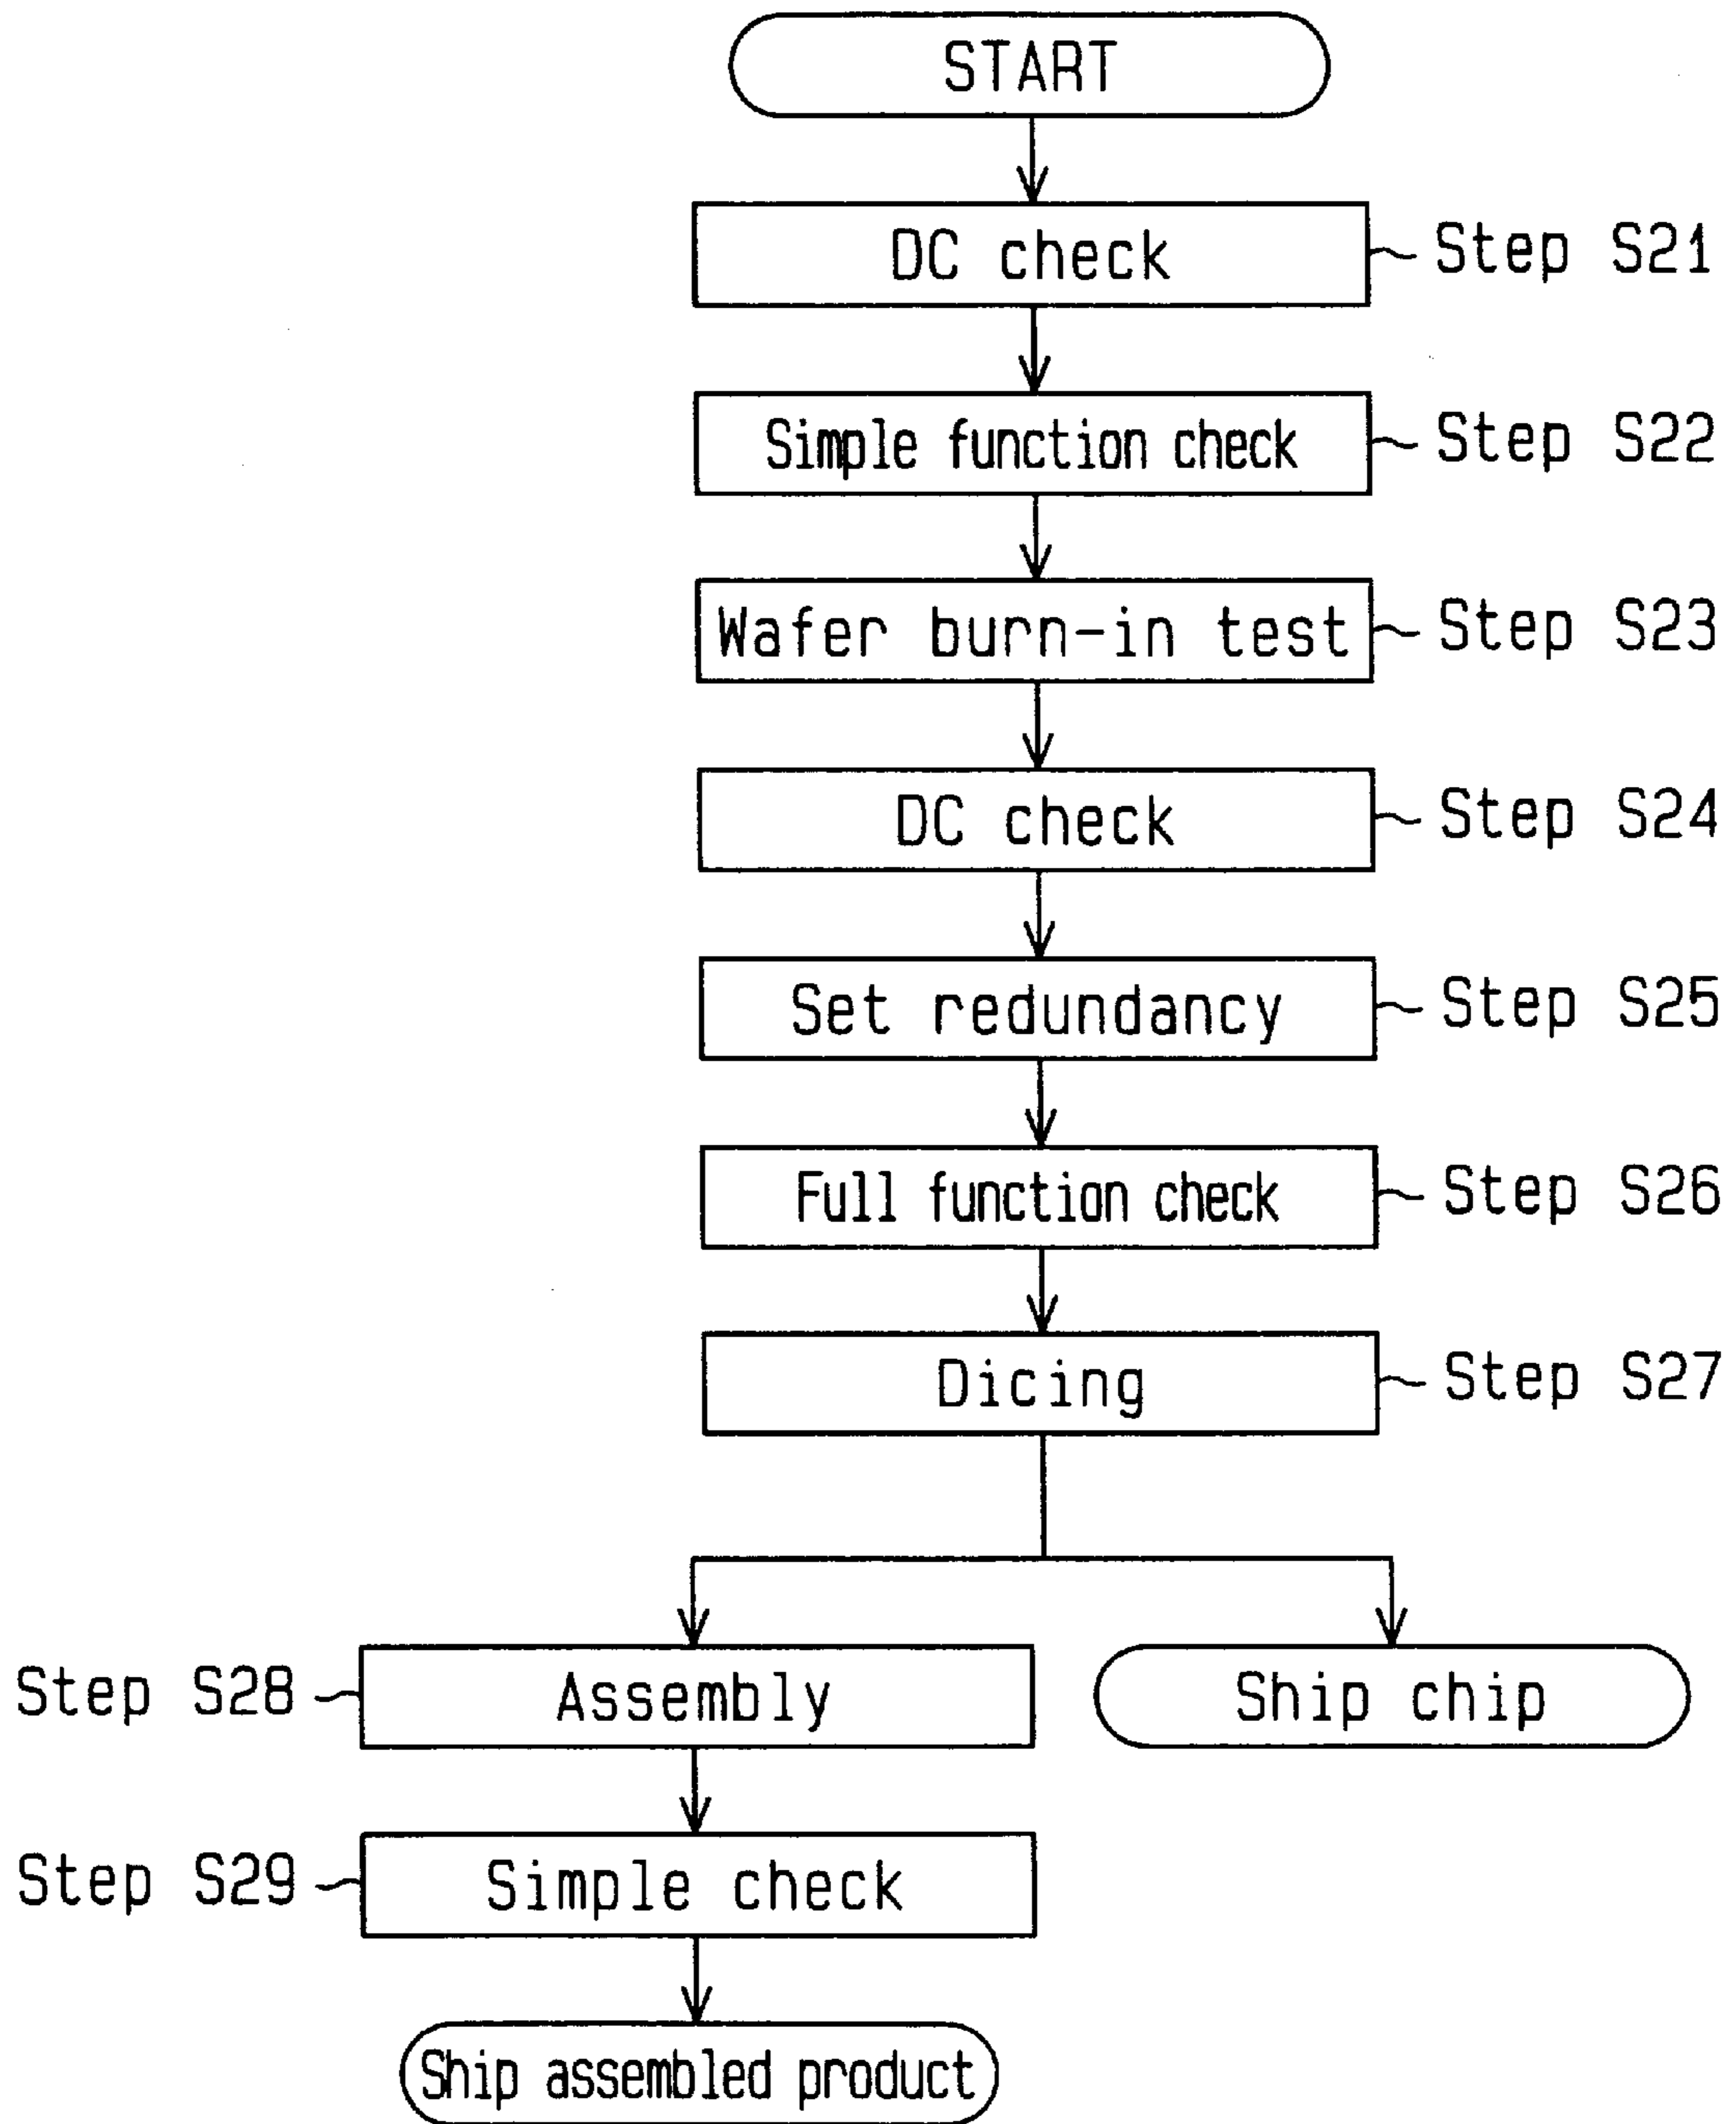 START
DC check
Step S21
Simple function check
Step S22
Wafer burn-in test
Step S23
DC check
Step S24
Set redundancy
Step S25
Full function check
Step S26
Dicing
Step S27
Step S28
Assembly
Ship chip
Step S29
Simple check
Ship assembled product